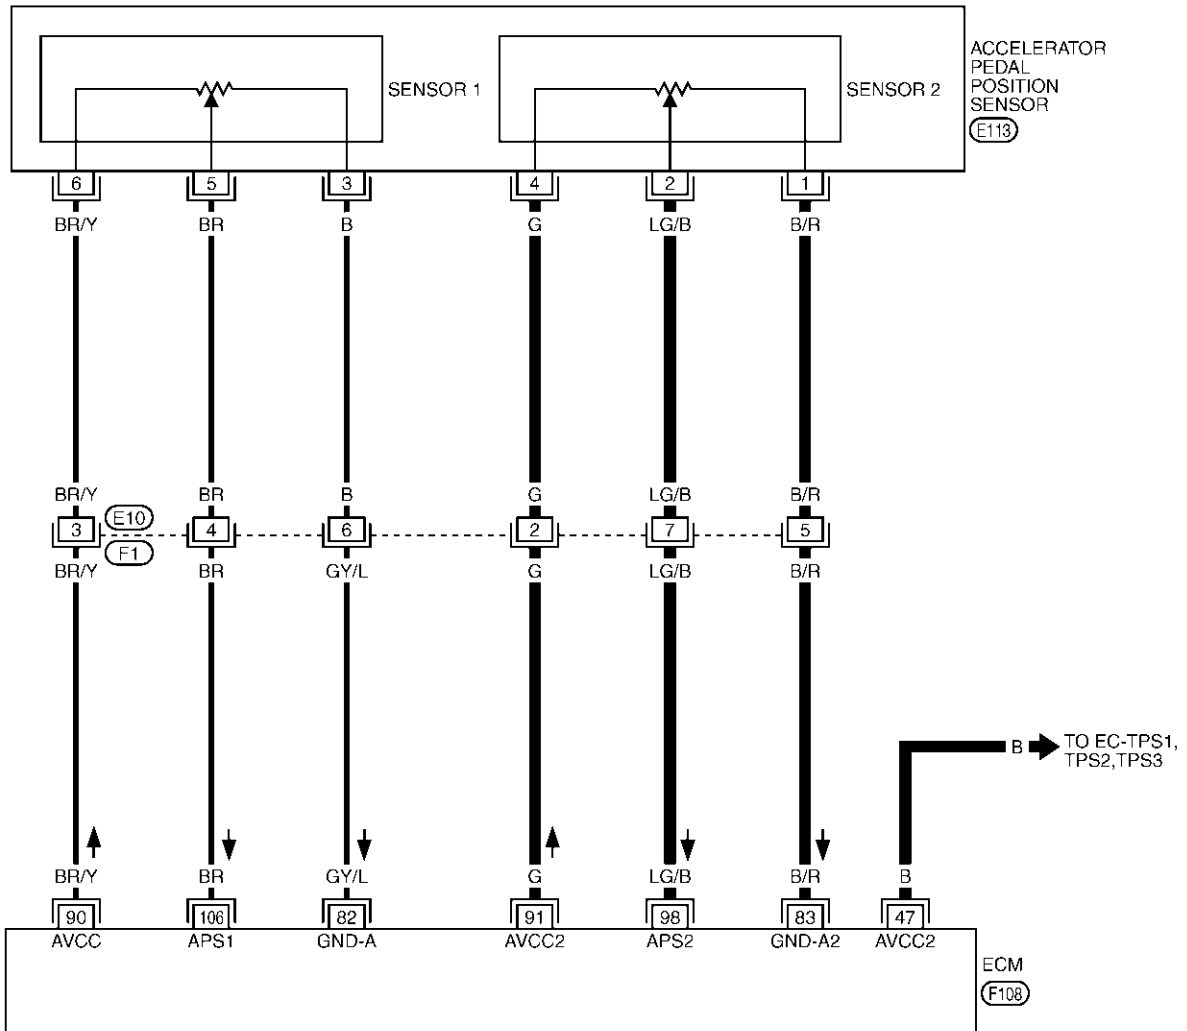 SENSOR 1
SENSOR 2
ACCELERATOR
PEDAL
POSITION
SENSOR
E113
6 5 3 4 2 1
BR/Y BR B G LG/B B/R
BR/Y BR B G LG/B B/R
E10
3 4 6 2 7 5
F1
BR/Y BR GY/L G LG/B B/R
B
TO EC-TPS1,
TPS2,TPS3
BR/Y BR GY/L G LG/B B/R B
90 106 82 91 98 83 47
AVCC APS1 GND-A AVCC2 APS2 GND-A2 AVCC2
ECM
F108